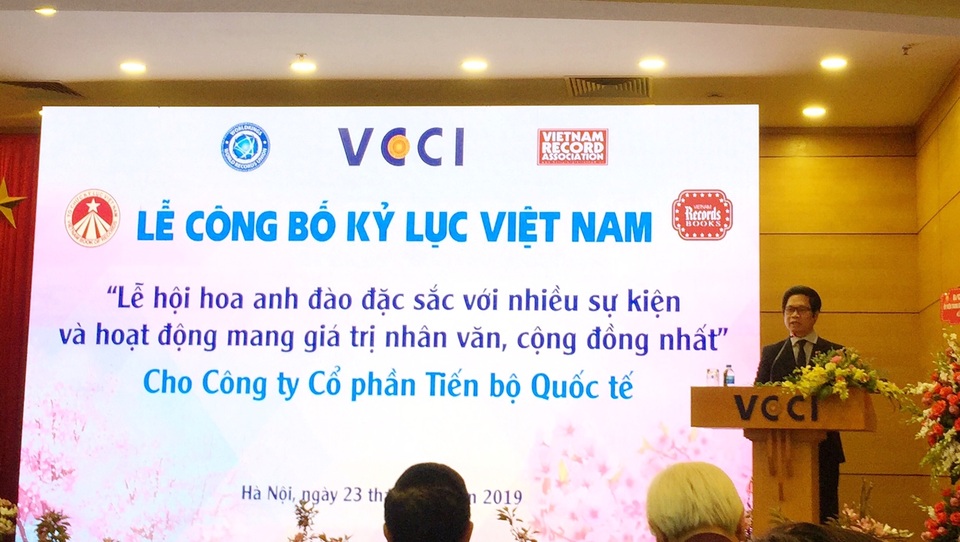 VCCI
VIETNAM
RECORD
ASSOCIATION
VIETNAM
Records
BOOKS
LỄ CÔNG BỐ KỶ LỤC VIỆT NAM
“Lễ hội hoa anh đào đặc sắc với nhiều sự kiện
và hoạt động mang giá trị nhân văn, cộng đồng nhất”
Cho Công ty Cổ phần Tiến bộ Quốc tế
Hà Nội, ngày 23 2019
VCCI